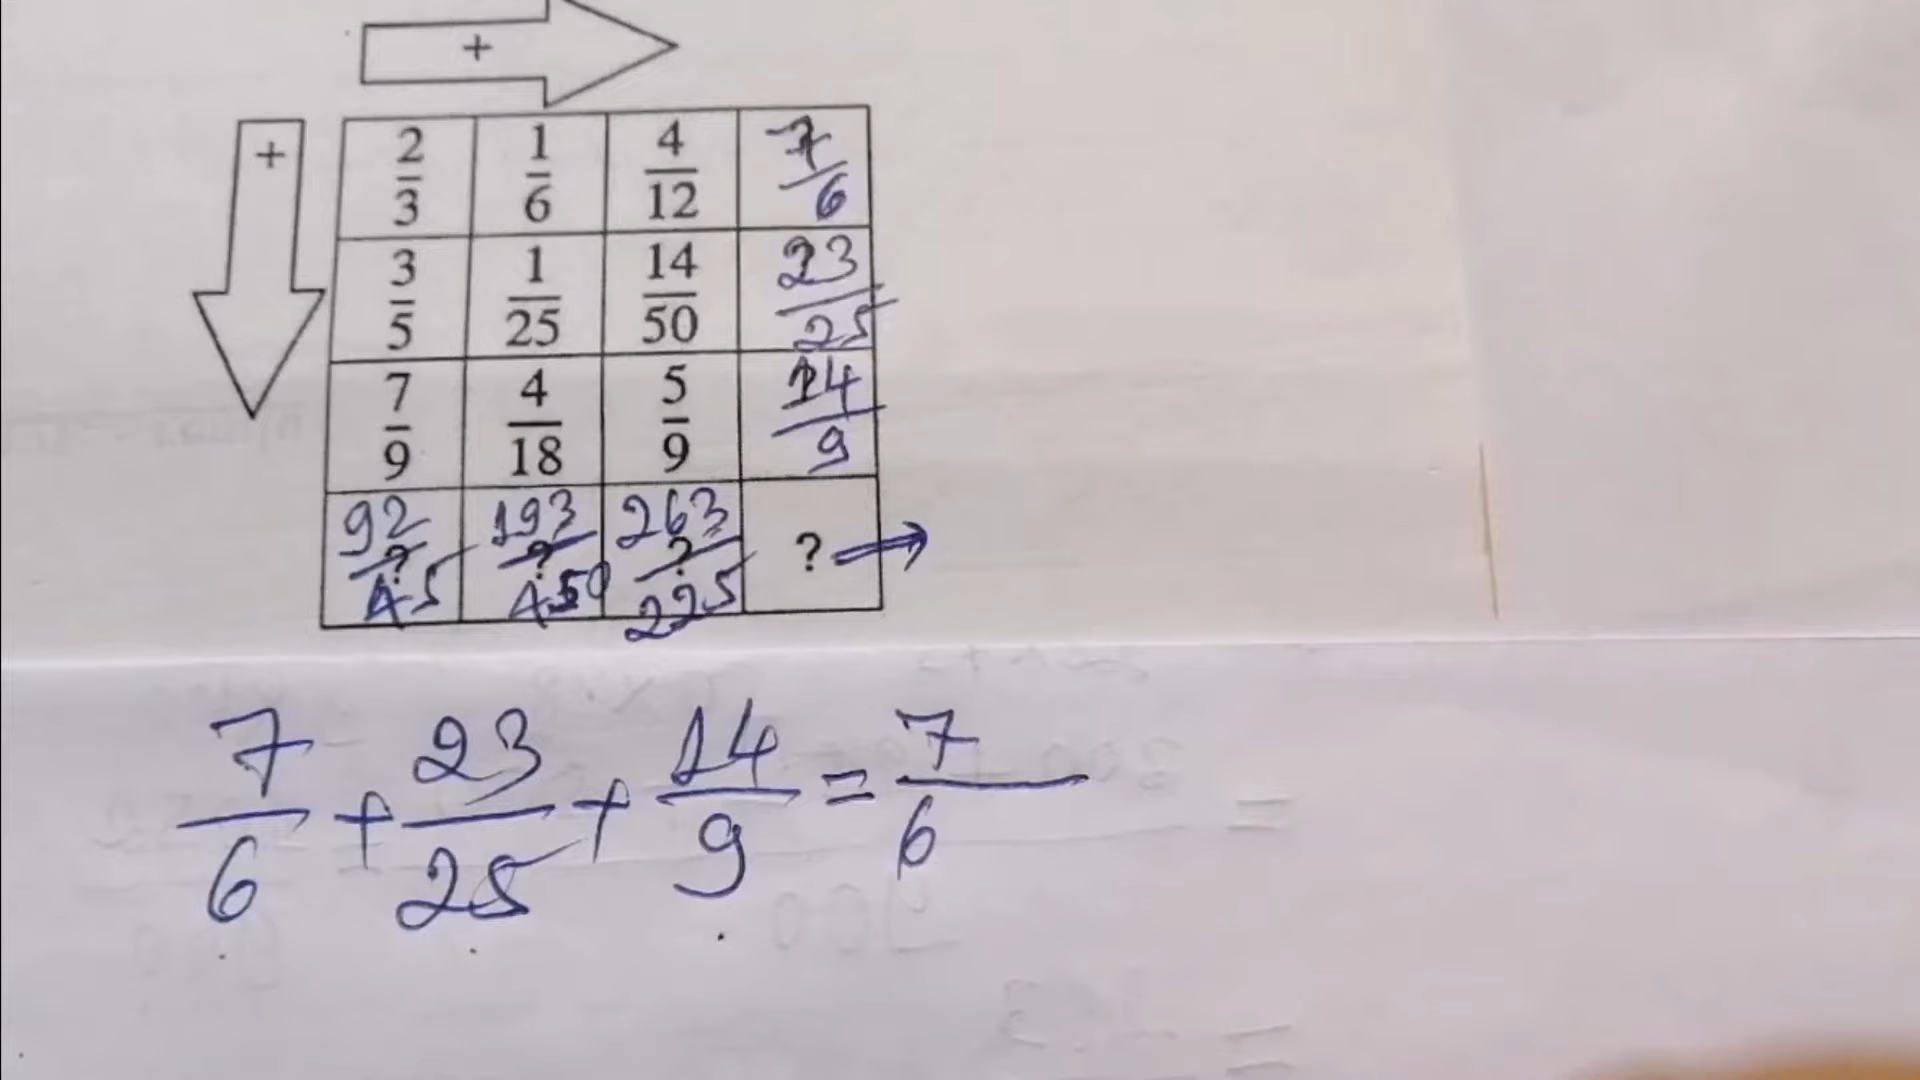 +
+
2/3 1/6 4/12 7/6
3/5 1/25 14/50 23/25
7/9 4/18 5/9 14/9
92/45 193/450 263/225 ?
7/6 + 23/25 + 14/9 = 7/6